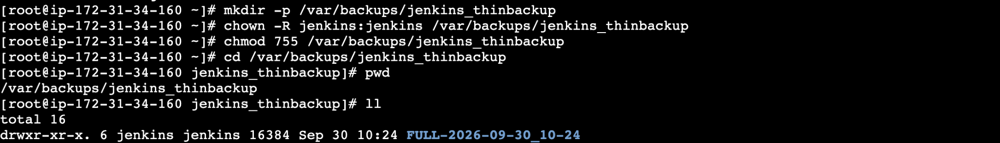 [root@ip-172-31-34-160 ~]# mkdir -p /var/backups/jenkins_thinbackup
[root@ip-172-31-34-160 ~]# chown -R jenkins:jenkins /var/backups/jenkins_thinbackup
[root@ip-172-31-34-160 ~]# chmod 755 /var/backups/jenkins_thinbackup
[root@ip-172-31-34-160 ~]# cd /var/backups/jenkins_thinbackup
[root@ip-172-31-34-160 jenkins_thinbackup]# pwd
/var/backups/jenkins_thinbackup
[root@ip-172-31-34-160 jenkins_thinbackup]# ll
total 16
drwxr-xr-x. 6 jenkins jenkins 16384 Sep 30 10:24 FULL-2026-09-30_10-24